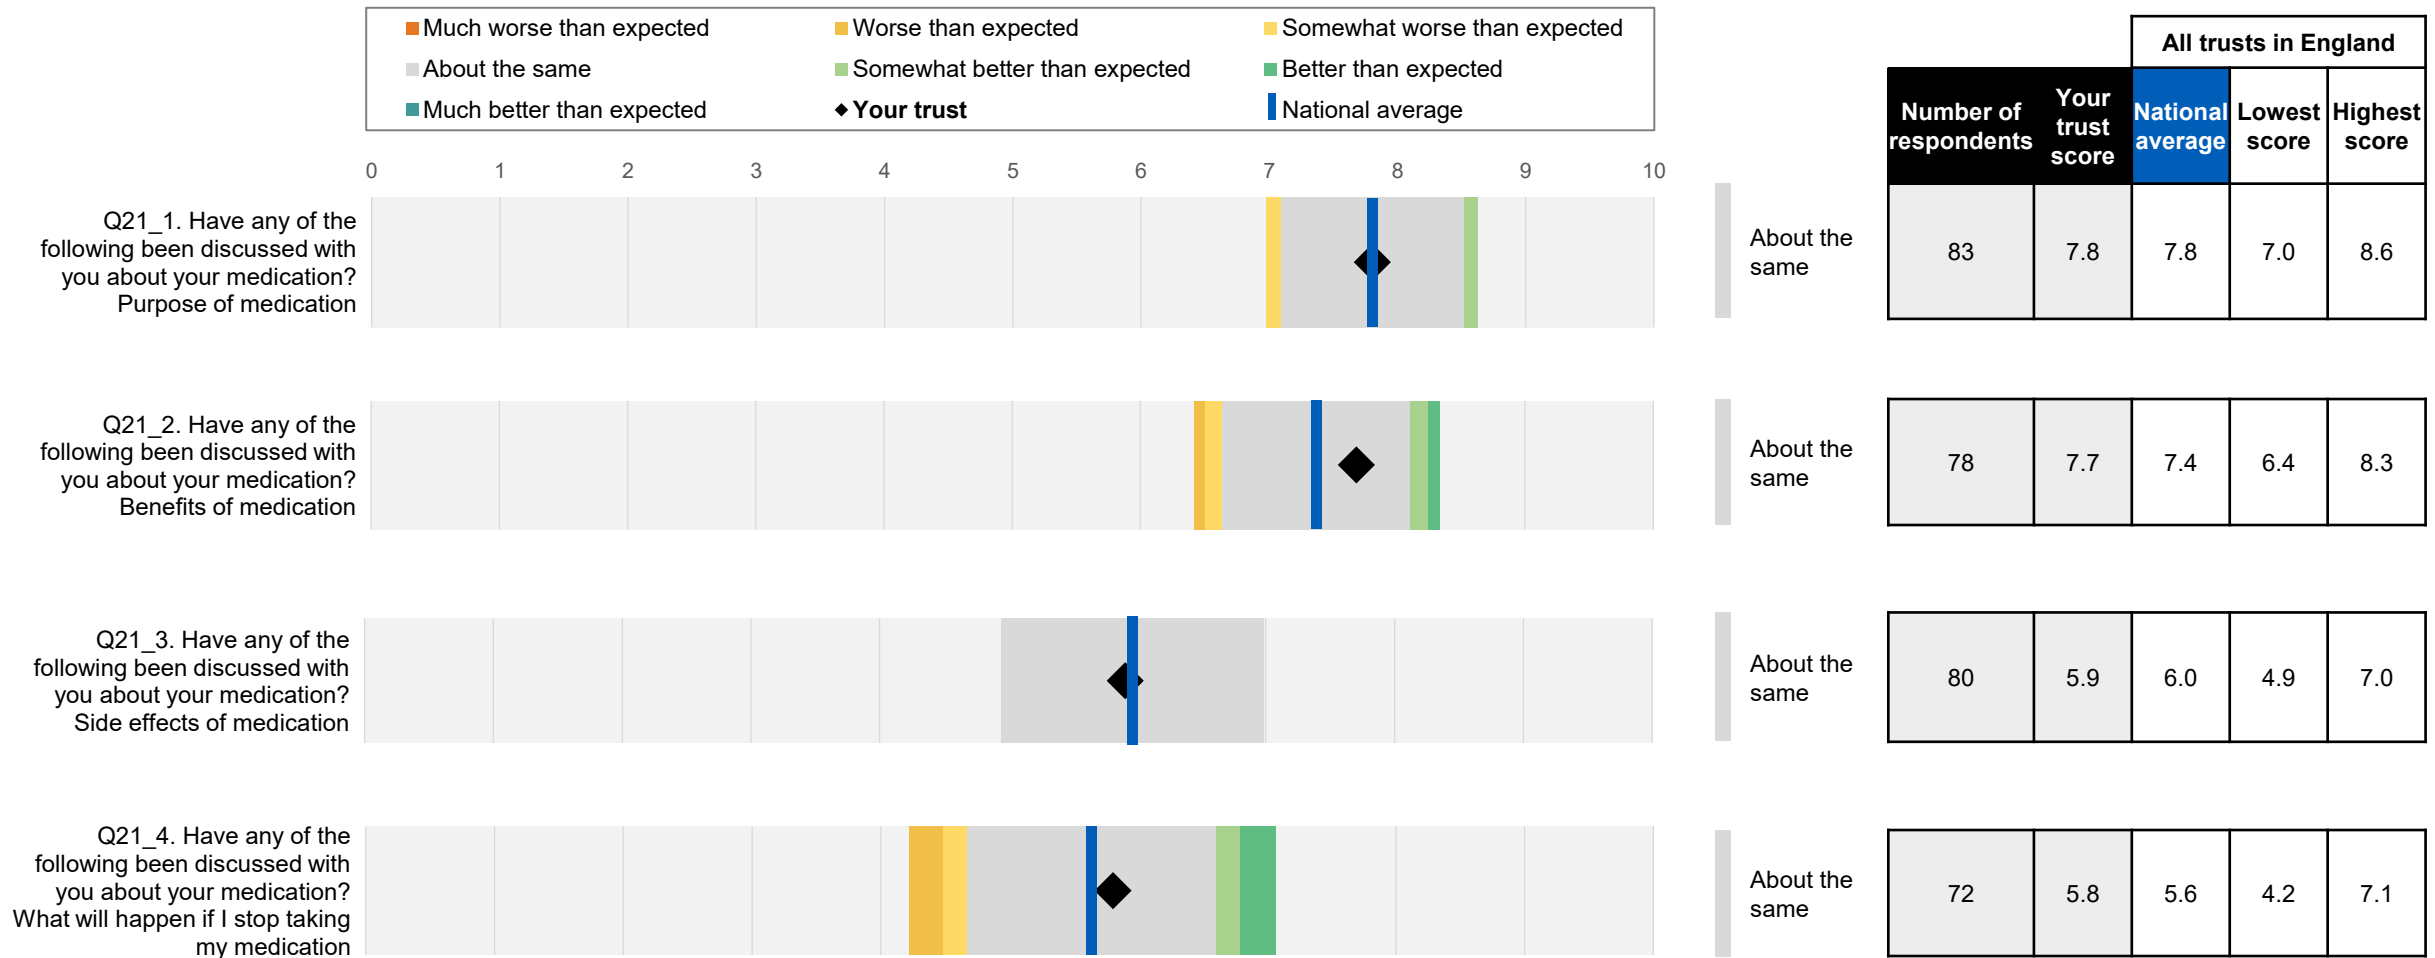 Much worse than expected
Worse than expected
Somewhat worse than expected
About the same
Somewhat better than expected
Better than expected
Much better than expected
Your trust
National average
All trusts in England
Number of
respondents
Your
trust
score
National
average
Lowest
score
Highest
score
0 1 2 3 4 5 6 7 8 9 10
Q21_1. Have any of the
following been discussed with
you about your medication?
Purpose of medication
About the
same
83 7.8 7.8 7.0 8.6
Q21_2. Have any of the
following been discussed with
you about your medication?
Benefits of medication
About the
same
78 7.7 7.4 6.4 8.3
Q21_3. Have any of the
following been discussed with
you about your medication?
Side effects of medication
About the
same
80 5.9 6.0 4.9 7.0
Q21_4. Have any of the
following been discussed with
you about your medication?
What will happen if I stop taking
my medication
About the
same
72 5.8 5.6 4.2 7.1